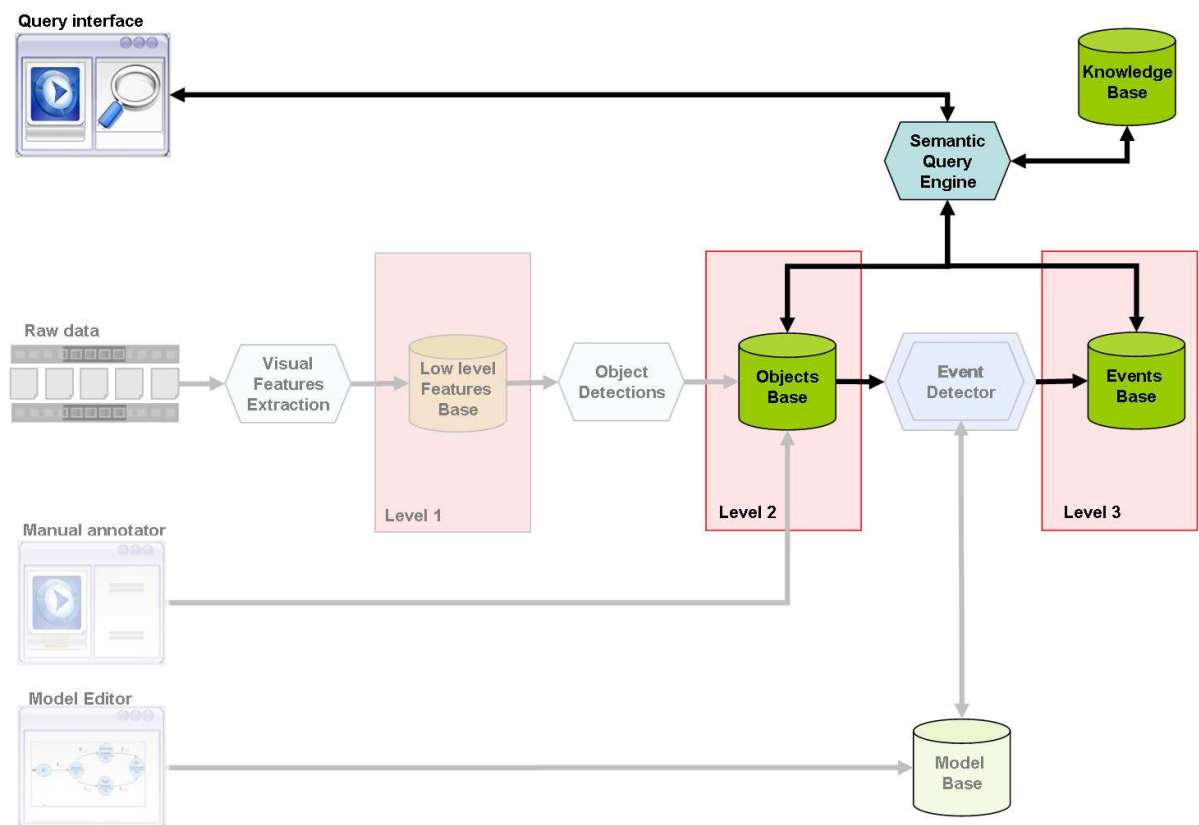 Query interface
Knowledge
Base
Semantic
Query
Engine
Raw data
Visual
Features
Extraction
Low level
Features
Base
Object
Detections
Objects
Base
Event
Detector
Events
Base
Level 1
Level 2
Level 3
Manual annotator
Model Editor
Model
Base